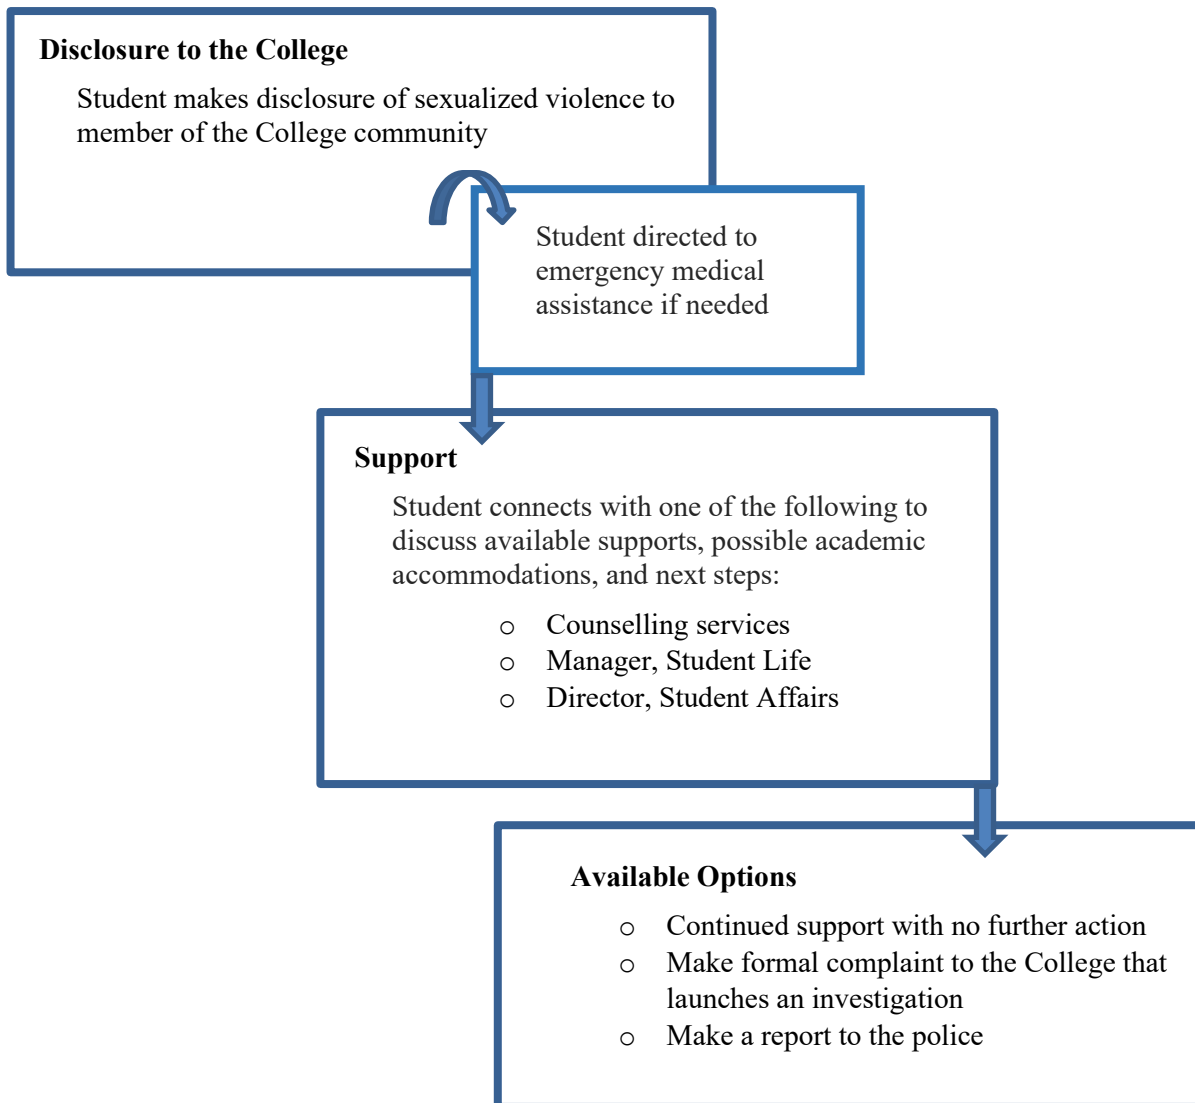 Disclosure to the College
Student makes disclosure of sexualized violence to
member of the College community
Student directed to
emergency medical
assistance if needed
Support
Student connects with one of the following to
discuss available supports, possible academic
accommodations, and next steps:
o Counselling services
o Manager, Student Life
o Director, Student Affairs
Available Options
o Continued support with no further action
o Make formal complaint to the College that
launches an investigation
o Make a report to the police